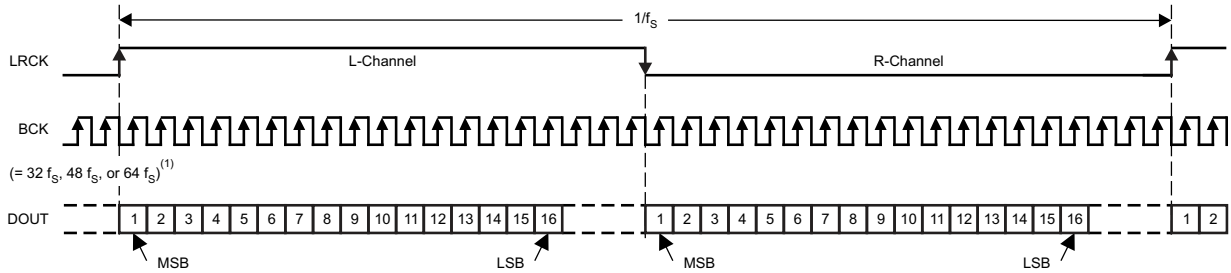 1/fS
LRCK
L-Channel
R-Channel
BCK
(= 32 fS, 48 fS, or 64 fS)(1)
DOUT
1 2 3 4 5 6 7 8 9 10 11 12 13 14 15 16
1 2 3 4 5 6 7 8 9 10 11 12 13 14 15 16
1 2
MSB
LSB
MSB
LSB